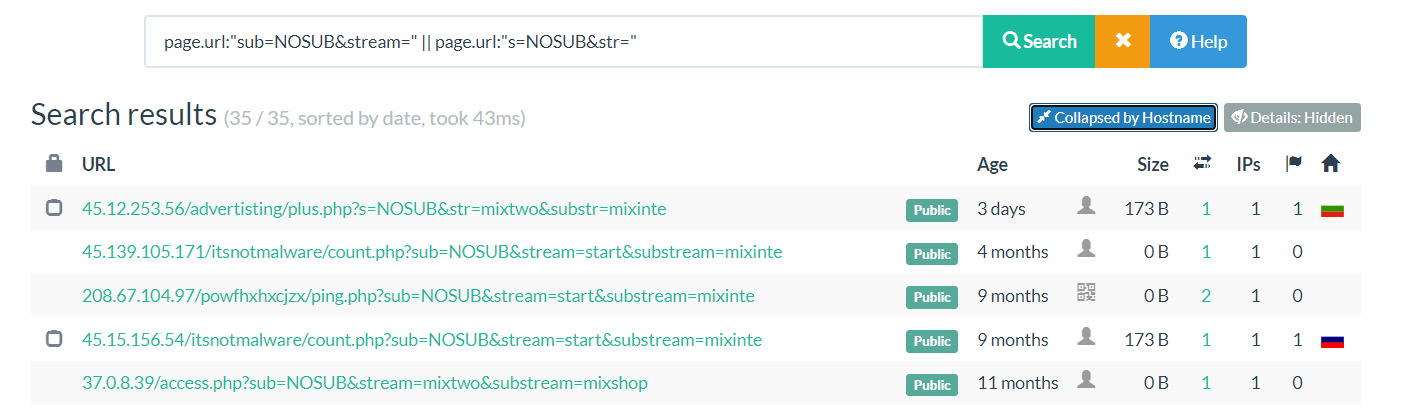 page.url:"sub=NOSUB&stream=" || page.url:"s=NOSUB&str=" Search Help
Search results (35 / 35, sorted by date, took 43ms) Collapsed by Hostname Details: Hidden
URL Age Size IPs
45.12.253.56/advertisting/plus.php?s=NOSUB&str=mixtwo&substr=mixinte Public 3 days 173 B 1 1 1
45.139.105.171/itsnotmalware/count.php?sub=NOSUB&stream=start&substream=mixinte Public 4 months 0 B 1 1 0
208.67.104.97/powfhxhxcjzx/ping.php?sub=NOSUB&stream=start&substream=mixinte Public 9 months 0 B 2 1 0
45.15.156.54/itsnotmalware/count.php?sub=NOSUB&stream=start&substream=mixinte Public 9 months 173 B 1 1 1
37.0.8.39/access.php?sub=NOSUB&stream=mixtwo&substream=mixshop Public 11 months 0 B 1 1 0